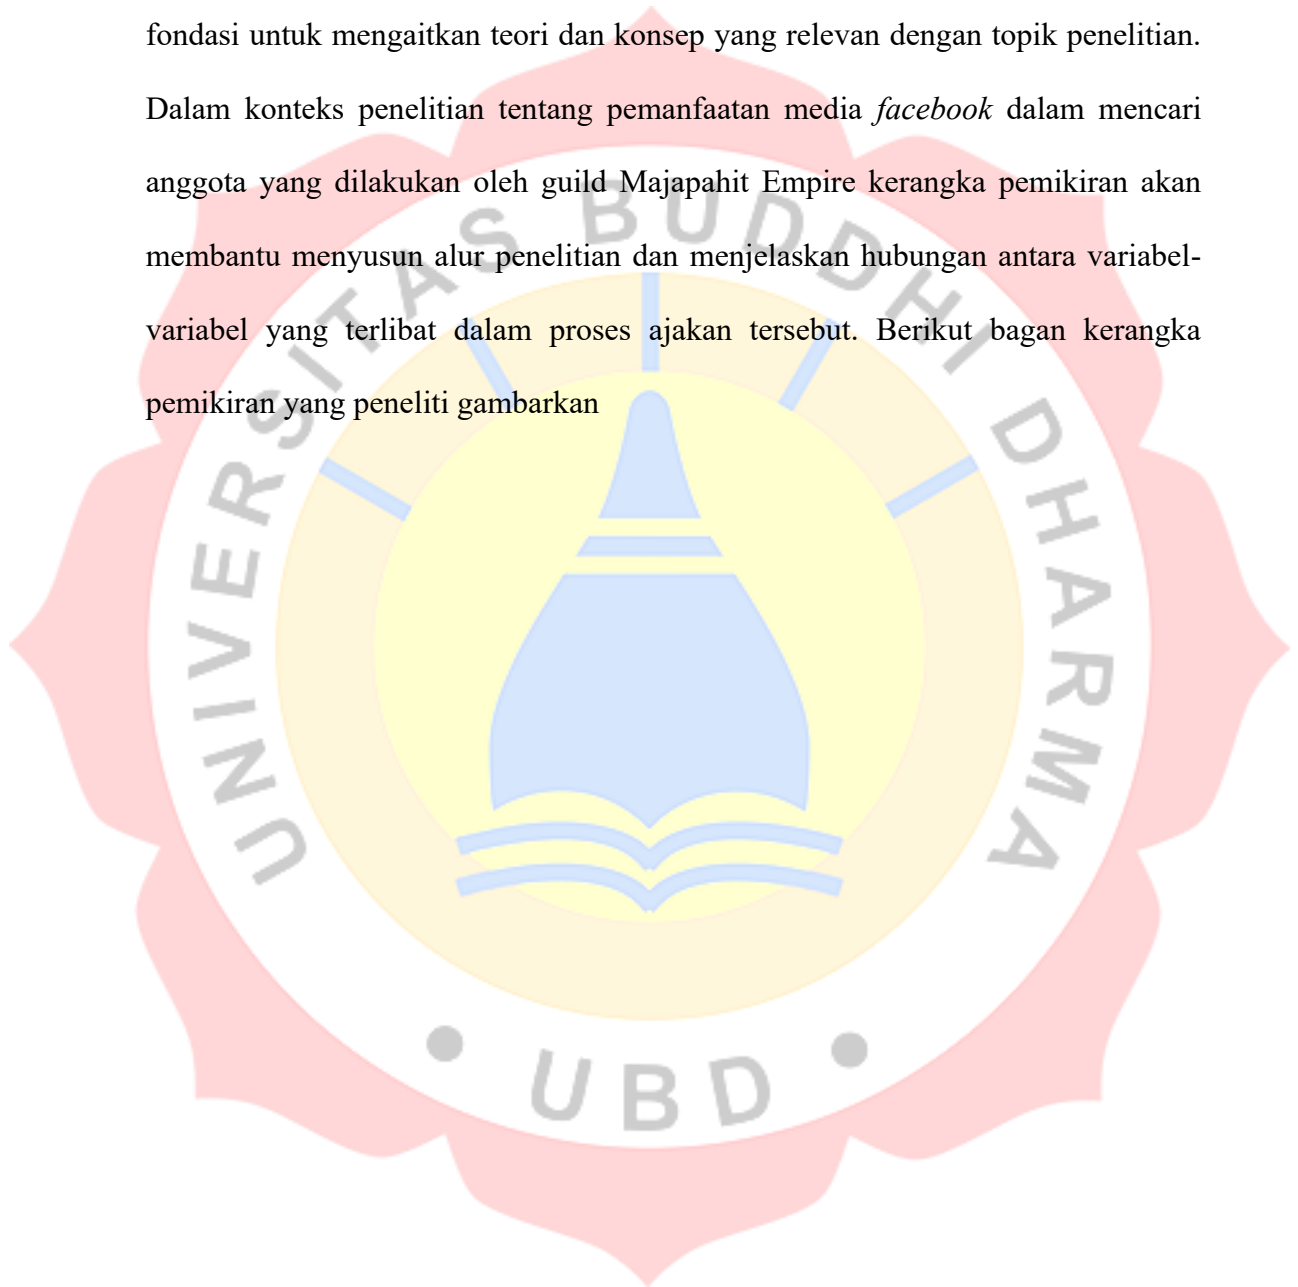 fondasi untuk mengaitkan teori dan konsep yang relevan dengan topik penelitian.
Dalam konteks penelitian tentang pemanfaatan media facebook dalam mencari
anggota yang dilakukan oleh guild Majapahit Empire kerangka pemikiran akan
membantu menyusun alur penelitian dan menjelaskan hubungan antara variabel-
variabel yang terlibat dalam proses ajakan tersebut. Berikut bagan kerangka
pemikiran yang peneliti gambarkan
UNIVERSITAS BUDDHI DHARMA
• UBD •